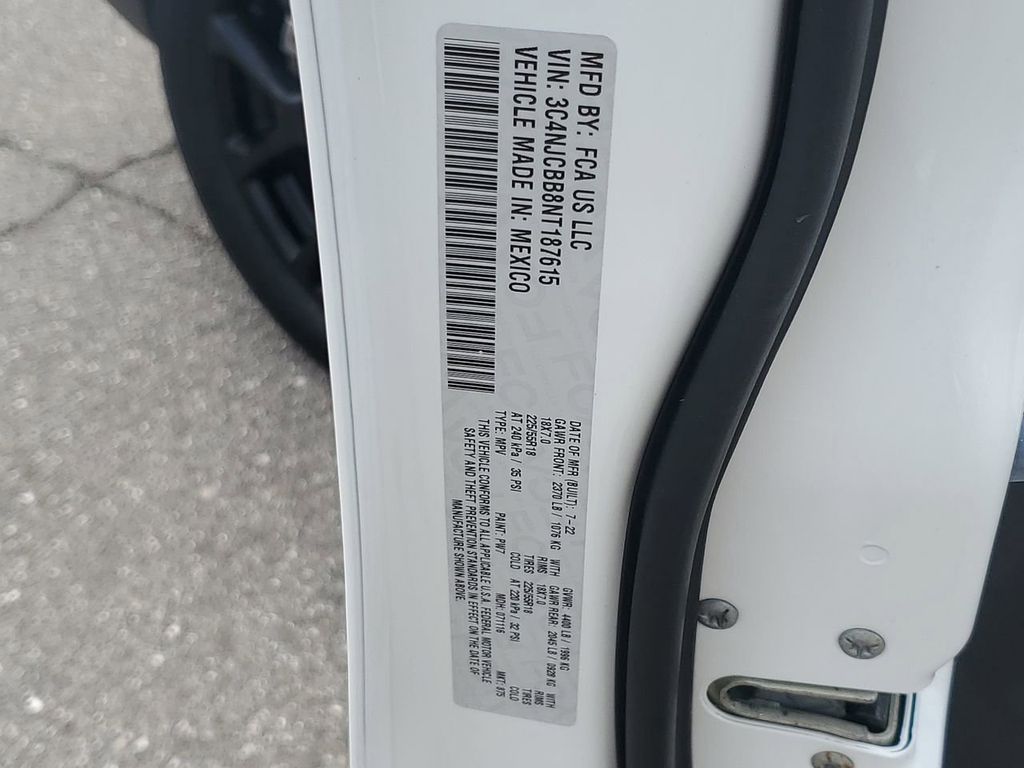 MFD BY: FCA US LLC
VIN: 3C4NJCBB8NT187615
VEHICLE MADE IN: MEXICO
DATE OF MFR (BUILT): 7-22 GVWR: 4400 LB / 1996 KG
GAWR FRONT: 2370 LB / 1076 KG WITH GAWR REAR: 2045 LB / 0928 KG WITH
18X7.0 RIMS 18X7.0 RIMS
225/55R18 TIRES 225/55R18 TIRES
AT 240 kPa / 35 PSI COLD AT 220 kPa / 32 PSI COLD
TYPE: MPV PAINT: PW7 MDH: 071116 MKT: 875
THIS VEHICLE CONFORMS TO ALL APPLICABLE U.S.A. FEDERAL MOTOR VEHICLE
SAFETY AND THEFT PREVENTION STANDARDS IN EFFECT ON THE DATE OF
MANUFACTURE SHOWN ABOVE.